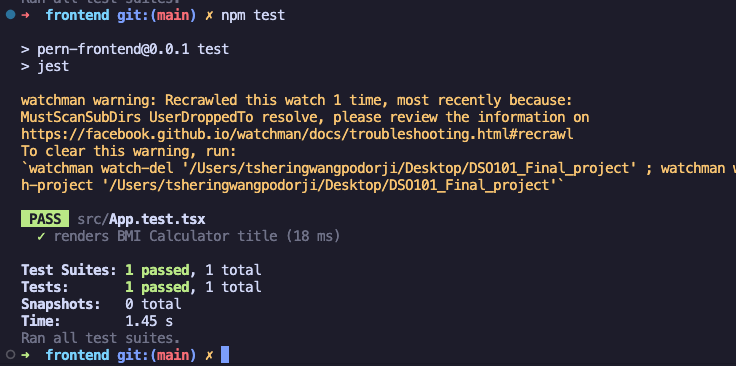 Ran all test suites.
➜ frontend git:(main) ✗ npm test
> pern-frontend@0.0.1 test
> jest
watchman warning: Recrawled this watch 1 time, most recently because:
MustScanSubDirs UserDroppedTo resolve, please review the information on
https://facebook.github.io/watchman/docs/troubleshooting.html#recrawl
To clear this warning, run:
`watchman watch-del '/Users/tsheringwangpodorji/Desktop/DSO101_Final_project' ; watchman w
h-project '/Users/tsheringwangpodorji/Desktop/DSO101_Final_project'`
PASS src/App.test.tsx
✓ renders BMI Calculator title (18 ms)
Test Suites: 1 passed, 1 total
Tests: 1 passed, 1 total
Snapshots: 0 total
Time: 1.45 s
Ran all test suites.
➜ frontend git:(main) ✗